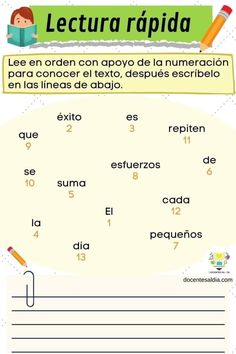 Lectura rápida
Lee en orden con apoyo de la numeración
para conocer el texto, después escríbelo
en las líneas de abajo.
éxito
2
es
3
que
9
repiten
11
esfuerzos
8
de
6
se
10
suma
5
cada
12
la
4
El
1
pequeños
7
día
13
docentesaldia.com